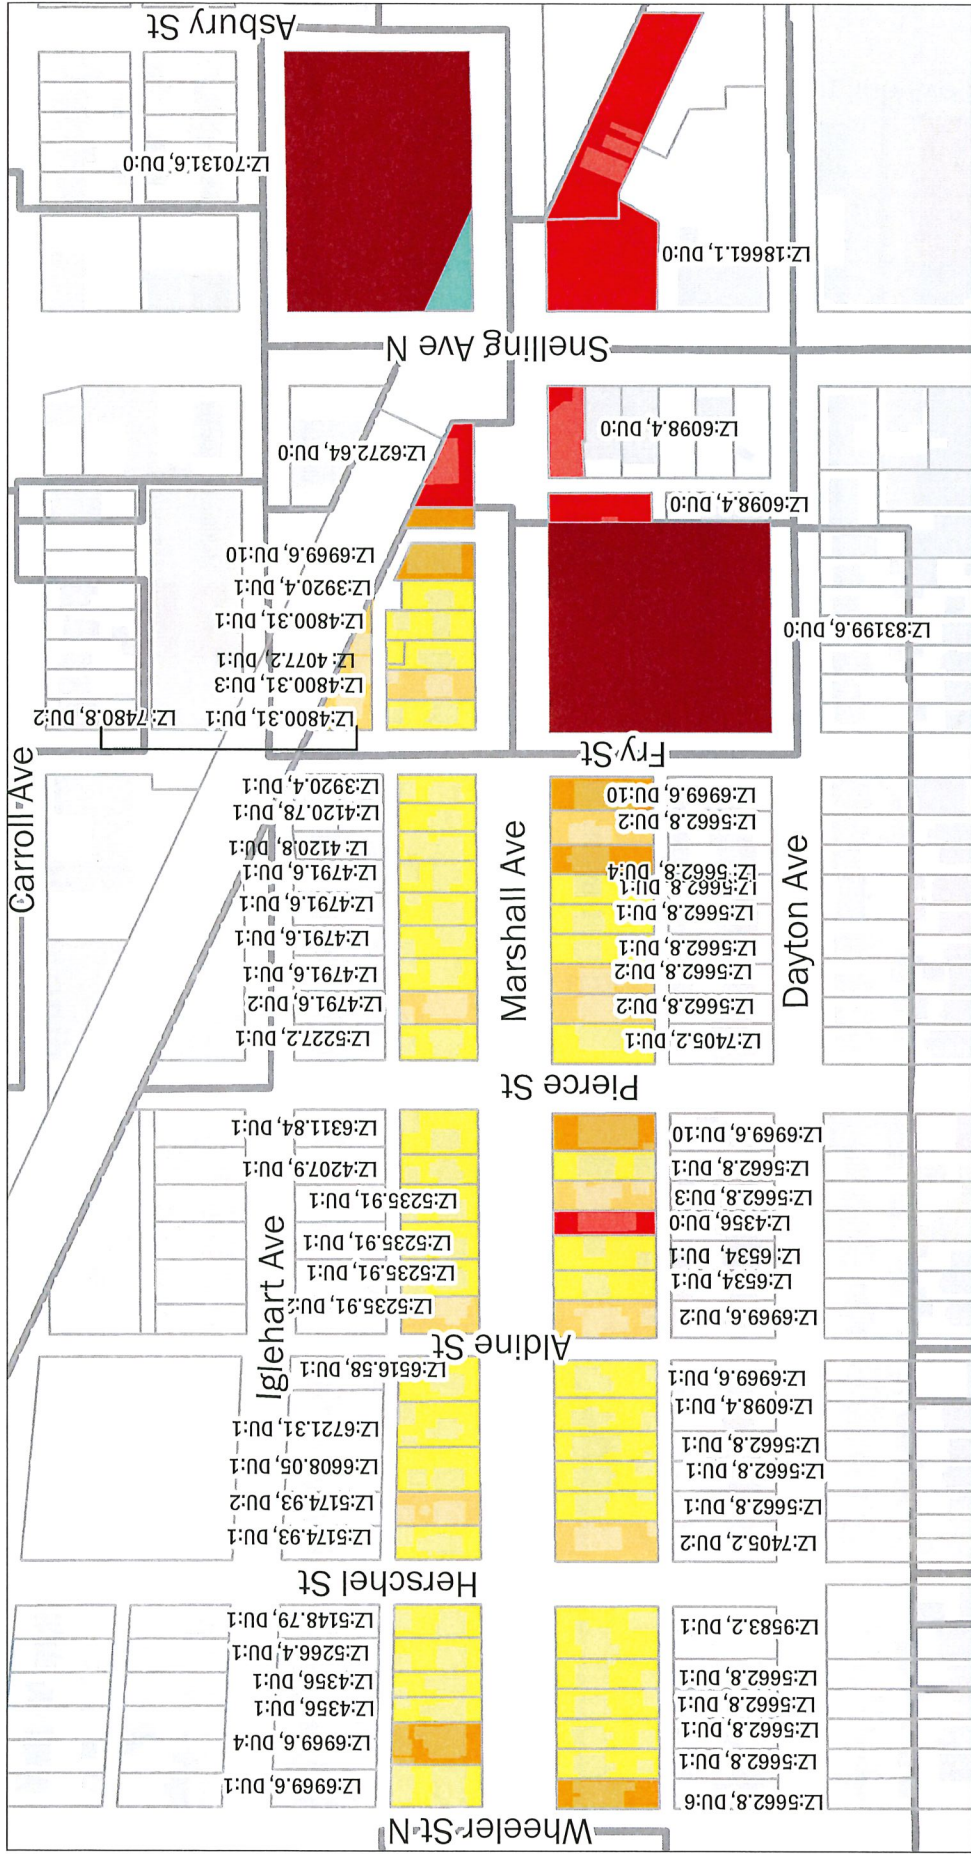 Wheeler St N
LZ:5662.8, DU:6
LZ:5662.8, DU:1
LZ:5662.8, DU:1
LZ:5662.8, DU:1
LZ:5662.8, DU:1
LZ:9583.2, DU:1
LZ:6969.6, DU:1
LZ:6969.6, DU:4
LZ:4356, DU:1
LZ:4356, DU:1
LZ:5266.4, DU:1
LZ:5148.79, DU:1
Herschel St
LZ:7405.2, DU:2
LZ:5662.8, DU:1
LZ:5662.8, DU:1
LZ:5662.8, DU:1
LZ:6098.4, DU:1
LZ:6969.6, DU:1
LZ:5174.93, DU:1
LZ:5174.93, DU:2
LZ:6608.05, DU:1
LZ:6721.31, DU:1
LZ:6516.58, DU:1
Aldine St
Iglehart Ave
LZ:6969.6, DU:2
LZ:6534, DU:1
LZ:6534, DU:1
LZ:4356, DU:0
LZ:5662.8, DU:3
LZ:5662.8, DU:1
LZ:6969.6, DU:10
LZ:5235.91, DU:2
LZ:5235.91, DU:1
LZ:5235.91, DU:1
LZ:5235.91, DU:1
LZ:4207.9, DU:1
LZ:6311.84, DU:1
Pierce St
Dayton Ave
Marshall Ave
Carroll Ave
LZ:7405.2, DU:1
LZ:5662.8, DU:2
LZ:5662.8, DU:2
LZ:5662.8, DU:1
LZ:5662.8, DU:1
LZ:5662.8, DU:1
LZ:5662.8, DU:4
LZ:5662.8, DU:2
LZ:6969.6, DU:10
LZ:5227.2, DU:1
LZ:4791.6, DU:2
LZ:4791.6, DU:1
LZ:4791.6, DU:1
LZ:4791.6, DU:1
LZ:4791.6, DU:1
LZ:4120.8, DU:1
LZ:4120.78, DU:1
LZ:3920.4, DU:1
Fry St
LZ:83199.6, DU:0
LZ:4800.31, DU:1
LZ:7480.8, DU:2
LZ:4800.31, DU:3
LZ:4077.2, DU:1
LZ:4800.31, DU:1
LZ:3920.4, DU:1
LZ:6969.6, DU:10
LZ:6098.4, DU:0
LZ:6098.4, DU:0
LZ:6272.64, DU:0
Snelling Ave N
LZ:18661.1, DU:0
LZ:70131.6, DU:0
Asbury St